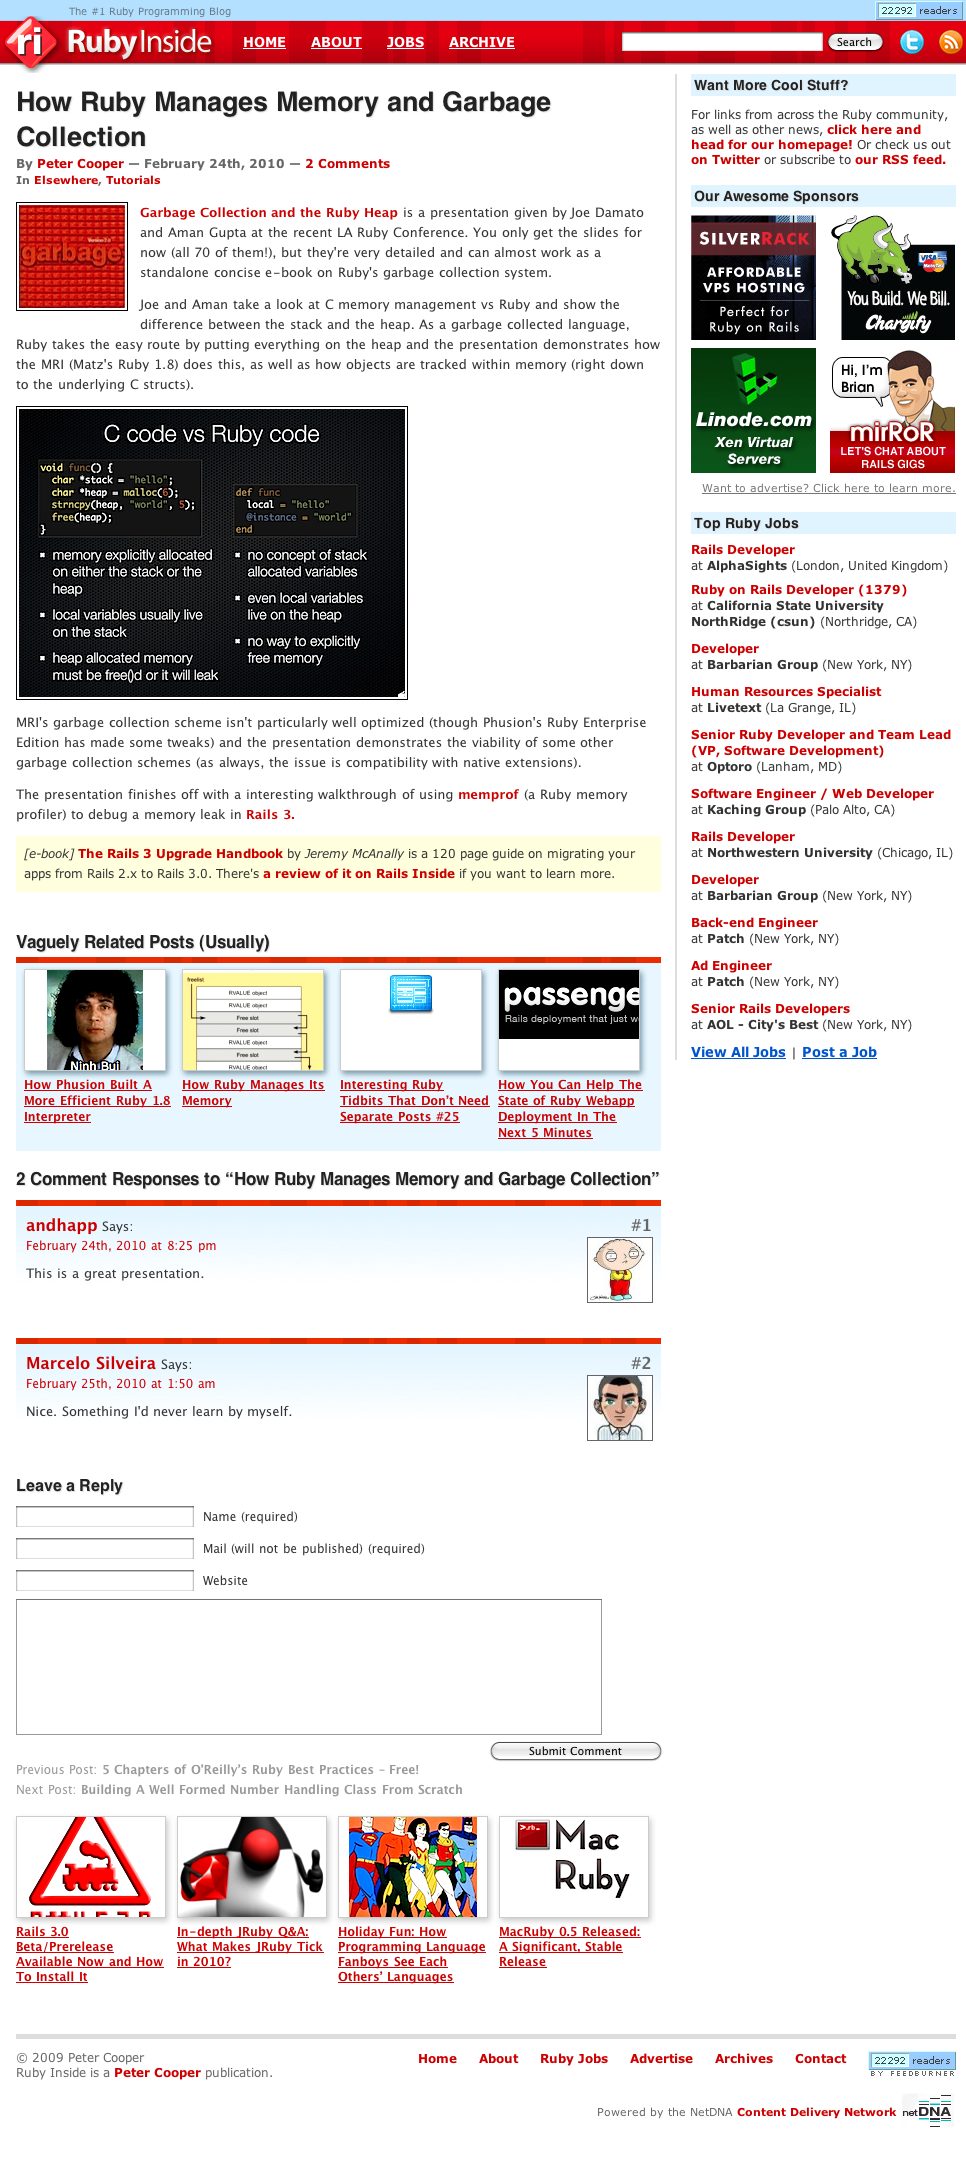 The #1 Ruby Programming Blog
22292 readers
ri RubyInside
HOME ABOUT JOBS ARCHIVE
Search
How Ruby Manages Memory and Garbage
Collection
By Peter Cooper — February 24th, 2010 — 2 Comments
In Elsewhere, Tutorials
garbage
Garbage Collection and the Ruby Heap is a presentation given by Joe Damato
and Aman Gupta at the recent LA Ruby Conference. You only get the slides for
now (all 70 of them!), but they're very detailed and can almost work as a
standalone concise e-book on Ruby's garbage collection system.
Joe and Aman take a look at C memory management vs Ruby and show the
difference between the stack and the heap. As a garbage collected language,
Ruby takes the easy route by putting everything on the heap and the presentation demonstrates how
the MRI (Matz's Ruby 1.8) does this, as well as how objects are tracked within memory (right down
to the underlying C structs).
C code vs Ruby code
void func() {
char *stack = "hello";
char *heap = malloc(6);
strncpy(heap, "world", 5);
free(heap);
}
▪ memory explicitly allocated
on either the stack or the
heap
▪ local variables usually live
on the stack
▪ heap allocated memory
must be free()d or it will leak
def func
local = "hello"
@instance = "world"
end
▪ no concept of stack
allocated variables
▪ even local variables
live on the heap
▪ no way to explicitly
free memory
MRI's garbage collection scheme isn't particularly well optimized (though Phusion's Ruby Enterprise
Edition has made some tweaks) and the presentation demonstrates the viability of some other
garbage collection schemes (as always, the issue is compatibility with native extensions).
The presentation finishes off with a interesting walkthrough of using memprof (a Ruby memory
profiler) to debug a memory leak in Rails 3.
[e-book] The Rails 3 Upgrade Handbook by Jeremy McAnally is a 120 page guide on migrating your
apps from Rails 2.x to Rails 3.0. There's a review of it on Rails Inside if you want to learn more.
Vaguely Related Posts (Usually)
Ninh Bui
How Phusion Built A
More Efficient Ruby 1.8
Interpreter
freelist
RVALUE object
RVALUE object
Free slot
Free slot
RVALUE object
Free slot
RVALUE object
How Ruby Manages Its
Memory
Interesting Ruby
Tidbits That Don't Need
Separate Posts #25
passenge
Rails deployment that just w
How You Can Help The
State of Ruby Webapp
Deployment In The
Next 5 Minutes
2 Comment Responses to “How Ruby Manages Memory and Garbage Collection”
andhapp Says: #1
February 24th, 2010 at 8:25 pm
This is a great presentation.
Marcelo Silveira Says: #2
February 25th, 2010 at 1:50 am
Nice. Something I'd never learn by myself.
Leave a Reply
Name (required)
Mail (will not be published) (required)
Website
Submit Comment
Previous Post: 5 Chapters of O'Reilly's Ruby Best Practices – Free!
Next Post: Building A Well Formed Number Handling Class From Scratch
Rails 3.0
Beta/Prerelease
Available Now and How
To Install It
In-depth JRuby Q&A:
What Makes JRuby Tick
in 2010?
Holiday Fun: How
Programming Language
Fanboys See Each
Others' Languages
>irb_
Mac
Ruby
MacRuby 0.5 Released:
A Significant, Stable
Release
Want More Cool Stuff?
For links from across the Ruby community,
as well as other news, click here and
head for our homepage! Or check us out
on Twitter or subscribe to our RSS feed.
Our Awesome Sponsors
SILVERRACK
AFFORDABLE
VPS HOSTING
Perfect for
Ruby on Rails
VISA
MasterCard
You Build. We Bill.
Chargify
Linode.com
Xen Virtual
Servers
Hi, I'm
Brian
mirRoR
LET'S CHAT ABOUT
RAILS GIGS
Want to advertise? Click here to learn more.
Top Ruby Jobs
Rails Developer
at AlphaSights (London, United Kingdom)
Ruby on Rails Developer (1379)
at California State University
NorthRidge (csun) (Northridge, CA)
Developer
at Barbarian Group (New York, NY)
Human Resources Specialist
at Livetext (La Grange, IL)
Senior Ruby Developer and Team Lead
(VP, Software Development)
at Optoro (Lanham, MD)
Software Engineer / Web Developer
at Kaching Group (Palo Alto, CA)
Rails Developer
at Northwestern University (Chicago, IL)
Developer
at Barbarian Group (New York, NY)
Back-end Engineer
at Patch (New York, NY)
Ad Engineer
at Patch (New York, NY)
Senior Rails Developers
at AOL - City's Best (New York, NY)
View All Jobs | Post a Job
© 2009 Peter Cooper
Ruby Inside is a Peter Cooper publication.
Home About Ruby Jobs Advertise Archives Contact
22292 readers
BY FEEDBURNER
Powered by the NetDNA Content Delivery Network
netDNA